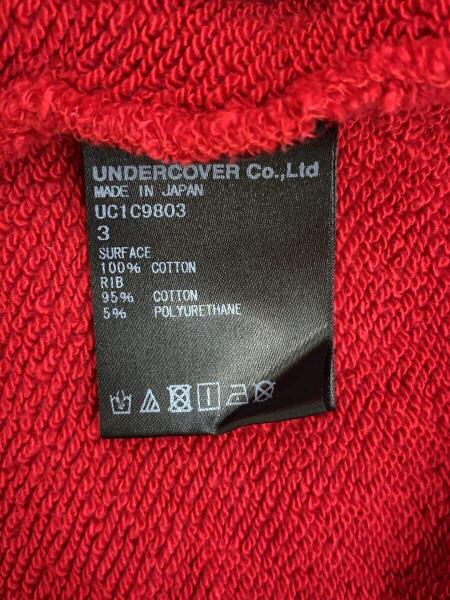 UNDERCOVER Co.,Ltd
MADE IN JAPAN
UC1C9803
3
SURFACE
100% COTTON
RIB
95% COTTON
5% POLYURETHANE